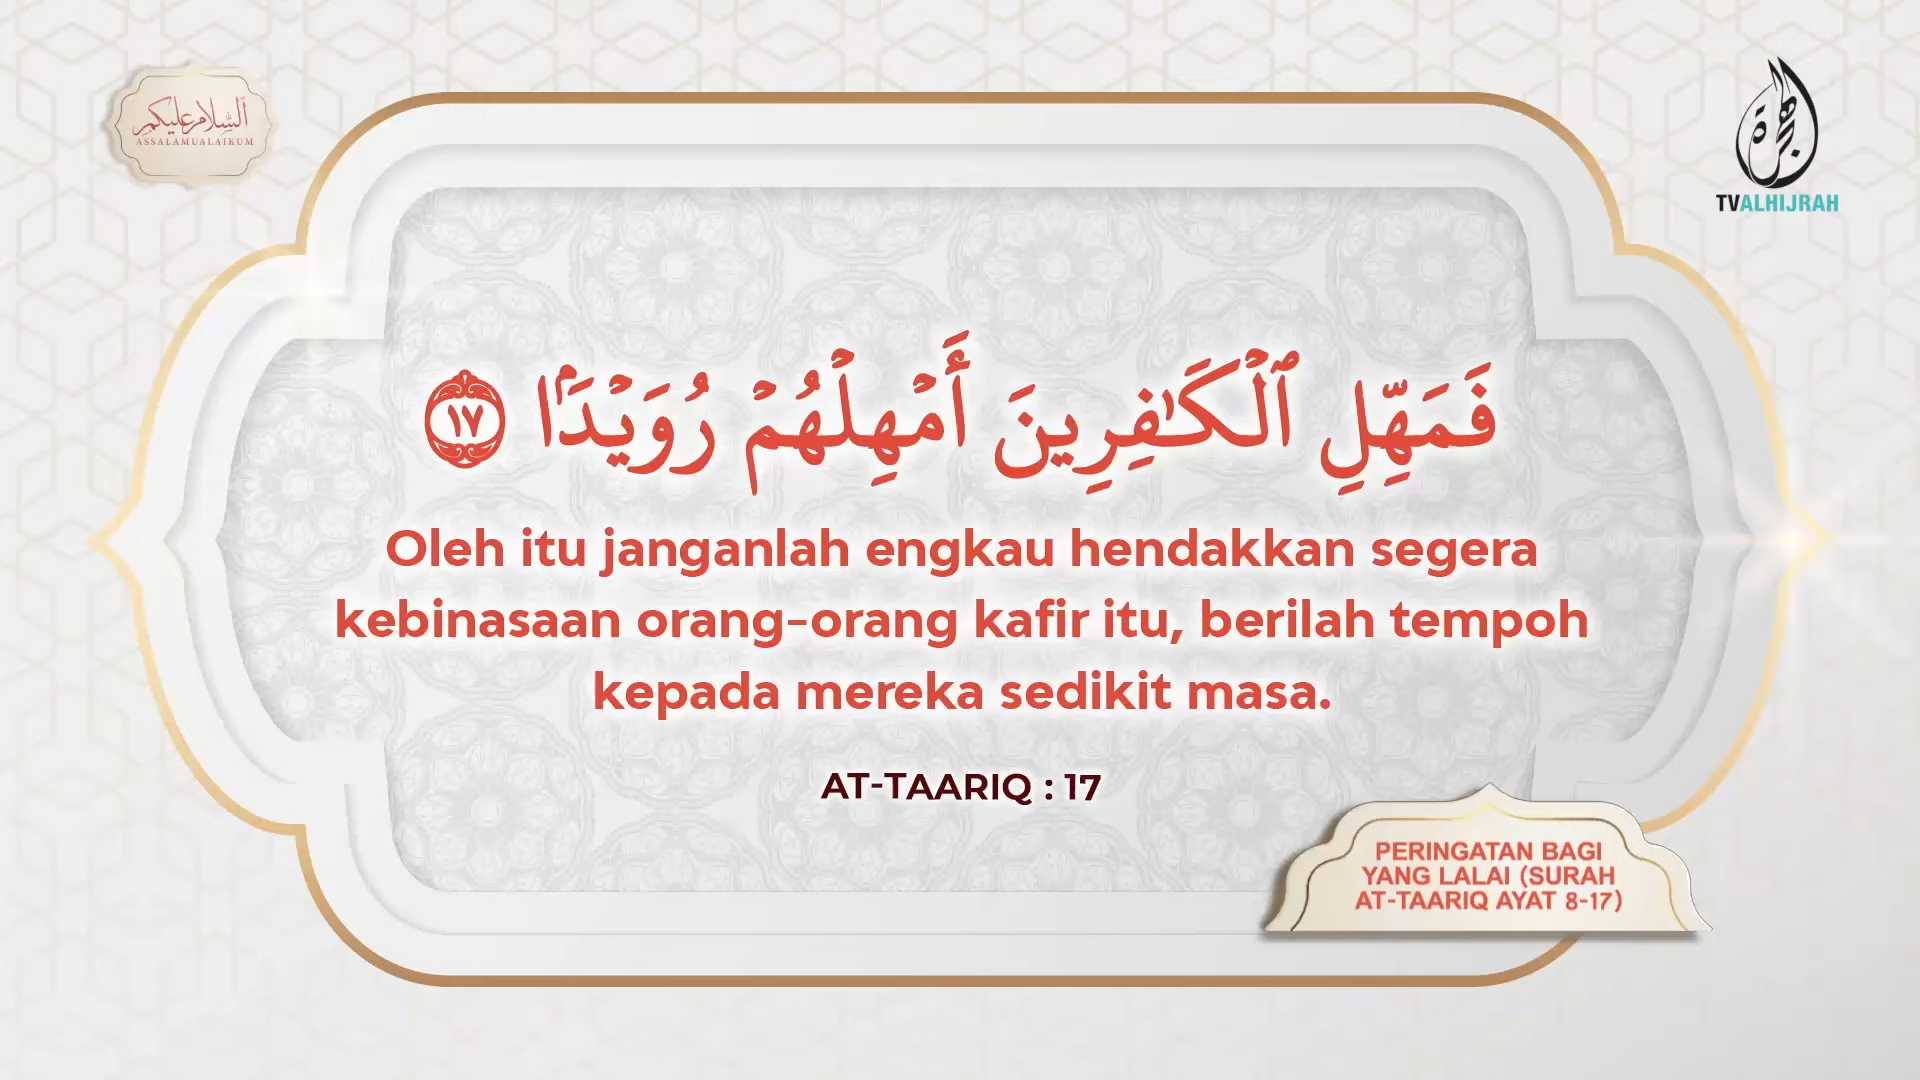 السلام عليكم
ASSALAMUALAIKUM
الهجرة
TVALHIJRAH
فَمَهِّلِ ٱلْكَـٰفِرِينَ أَمْهِلْهُمْ رُوَيْدَۢا ١٧
Oleh itu janganlah engkau hendakkan segera
kebinasaan orang-orang kafir itu, berilah tempoh
kepada mereka sedikit masa.
AT-TAARIQ : 17
PERINGATAN BAGI
YANG LALAI (SURAH
AT-TAARIQ AYAT 8-17)